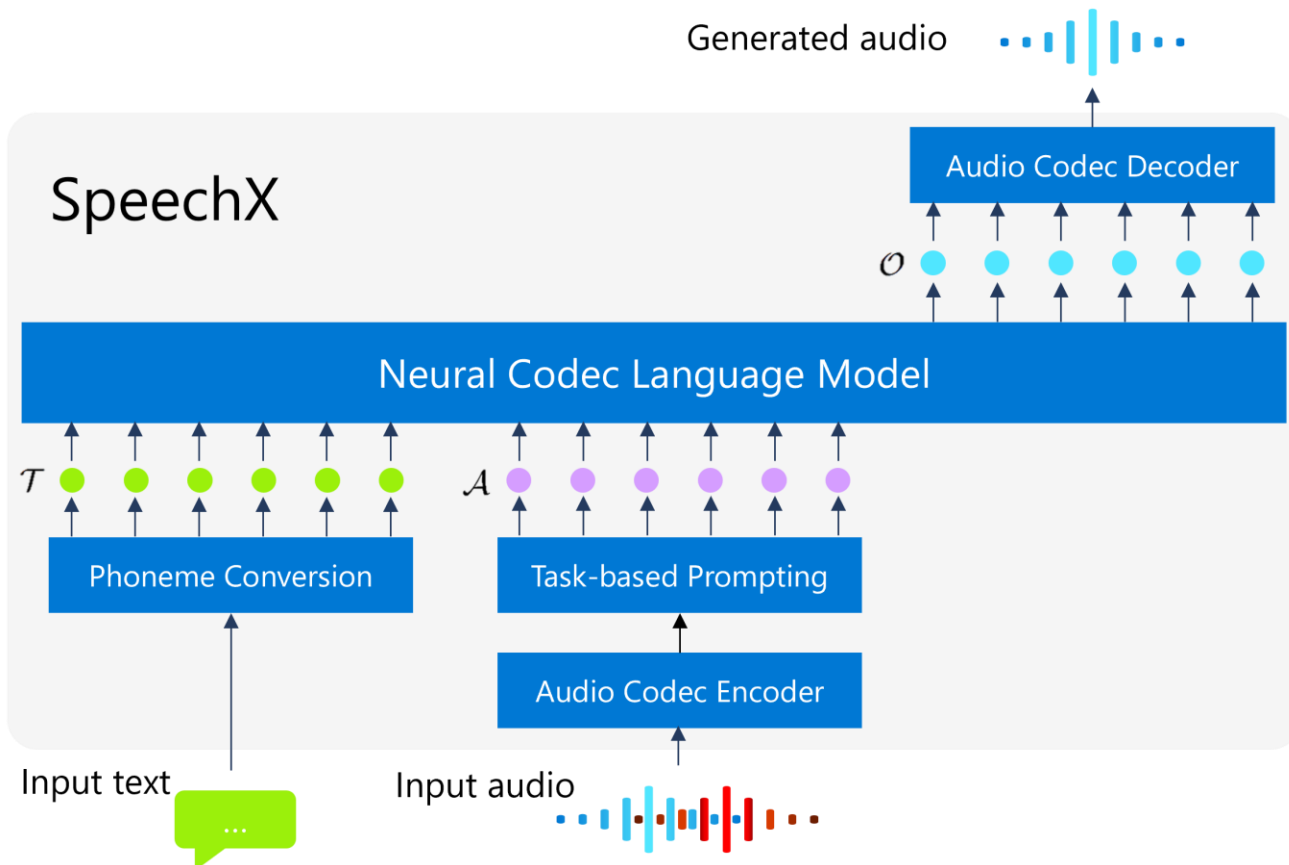 Generated audio
Audio Codec Decoder
SpeechX
𝒪
Neural Codec Language Model
𝒯
𝒜
Phoneme Conversion
Task-based Prompting
Audio Codec Encoder
Input text
Input audio
...